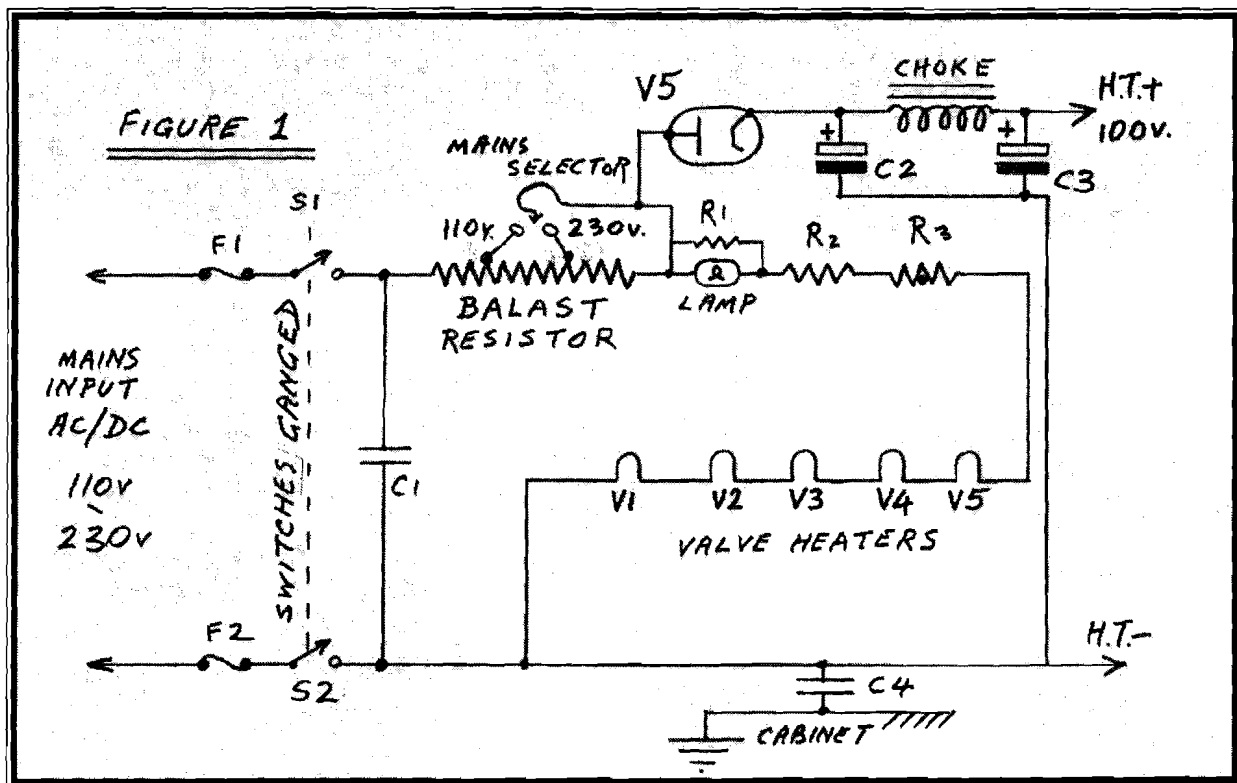 FIGURE 1
V5
CHOKE
H.T.+
100V.
+
+
C2
C3
MAINS
SELECTOR
S1
F1
110v.
230v.
R1
R2
R3
LAMP
BALAST
RESISTOR
MAINS
INPUT
AC/DC
110v
230v
SWITCHES GANGED
C1
V1
V2
V3
V4
V5
VALVE HEATERS
F2
S2
H.T.-
C4
CABINET